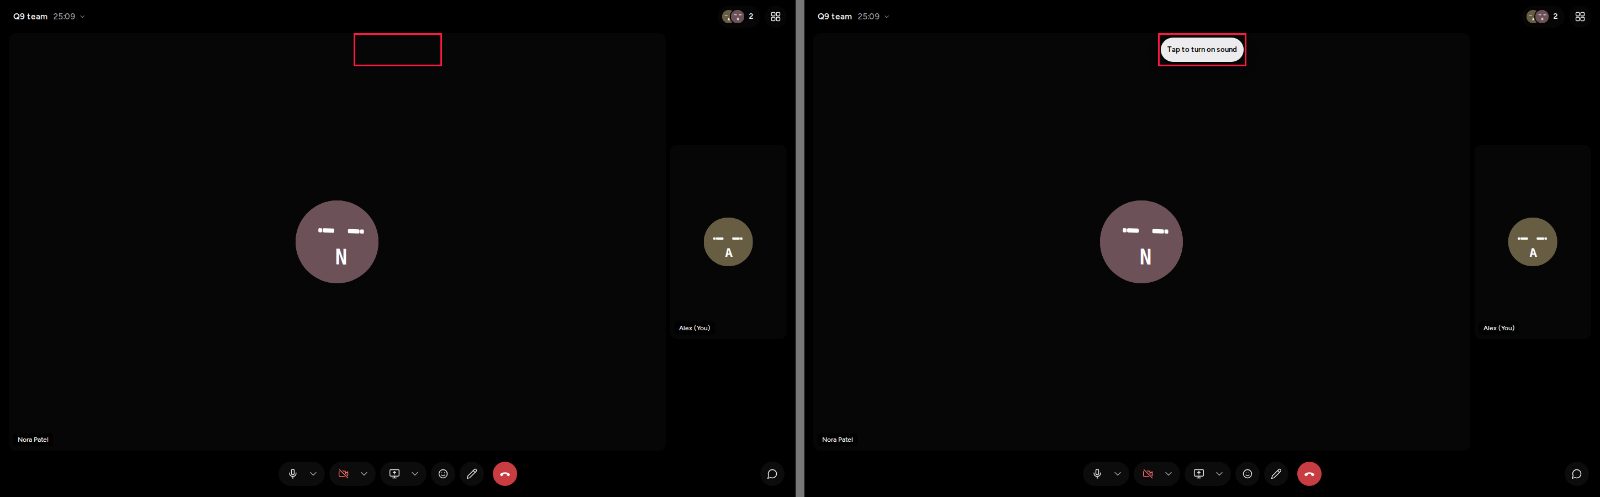 Q9 team 25:09
2
N
A
Alex (You)
Nora Patel
Q9 team 25:09
2
Tap to turn on sound
N
A
Alex (You)
Nora Patel